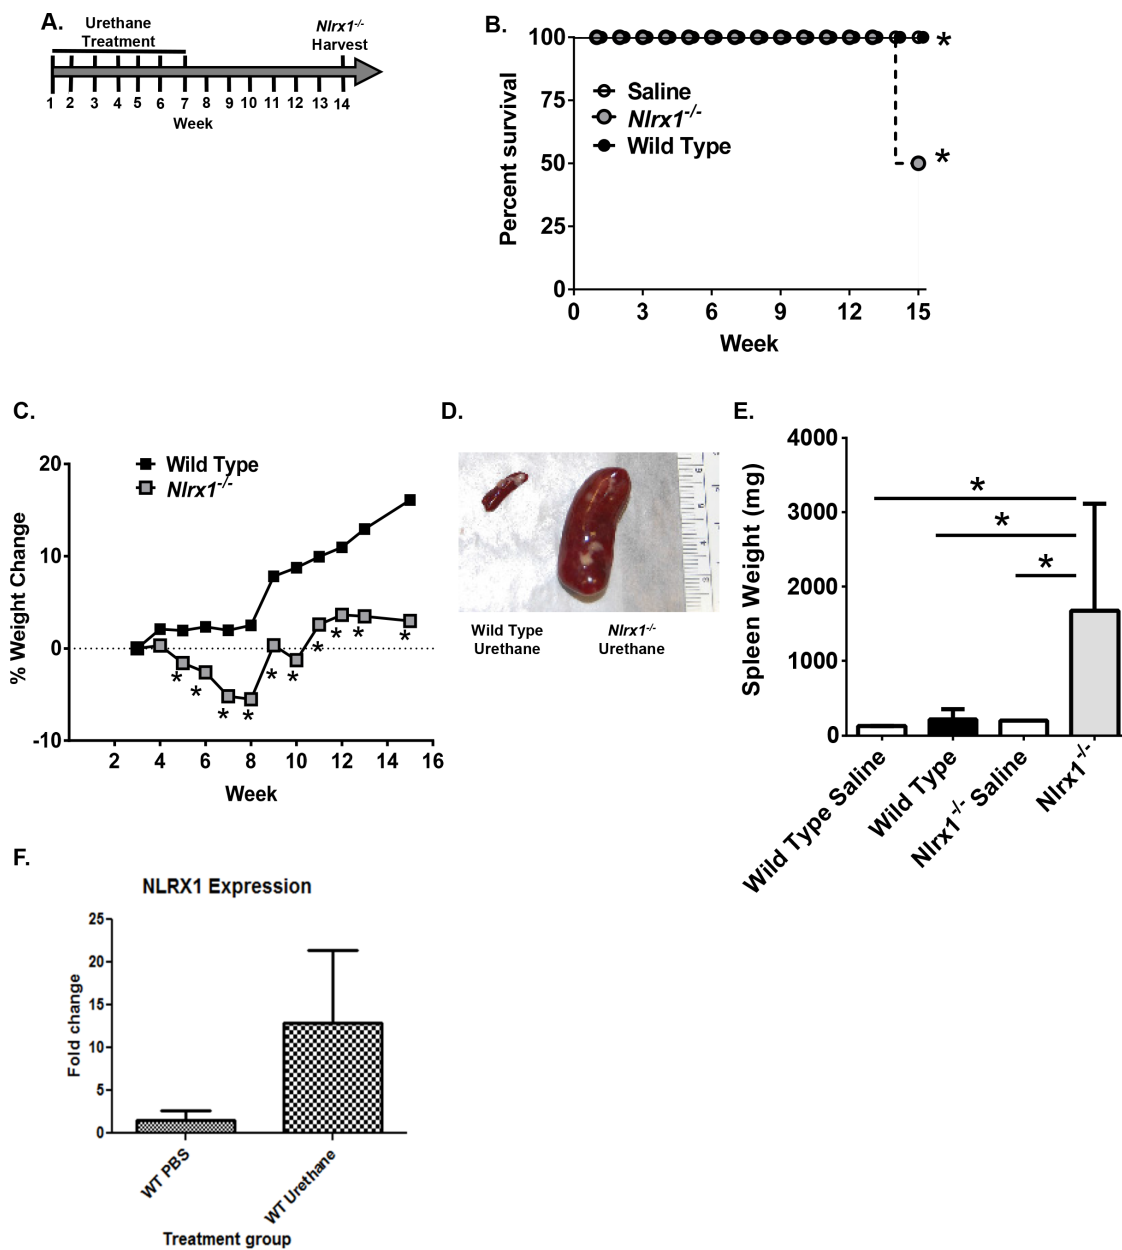 A.
Urethane
Treatment
Nlrx1-/-
Harvest
1 2 3 4 5 6 7 8 9 10 11 12 13 14
Week
B.
Percent survival
100
75
50
25
0
Saline
Nlrx1-/-
Wild Type
*
*
0 3 6 9 12 15
Week
C.
% Weight Change
20
10
0
-10
Wild Type
Nlrx1-/-
* * * * * * * * * *
2 4 6 8 10 12 14 16
Week
D.
Wild Type
Urethane
Nlrx1-/-
Urethane
E.
Spleen Weight (mg)
4000
3000
2000
1000
0
*
*
*
Wild Type Saline
Wild Type
Nlrx1-/- Saline
Nlrx1-/-
F.
NLRX1 Expression
Fold change
25
20
15
10
5
0
WT PBS
WT Urethane
Treatment group